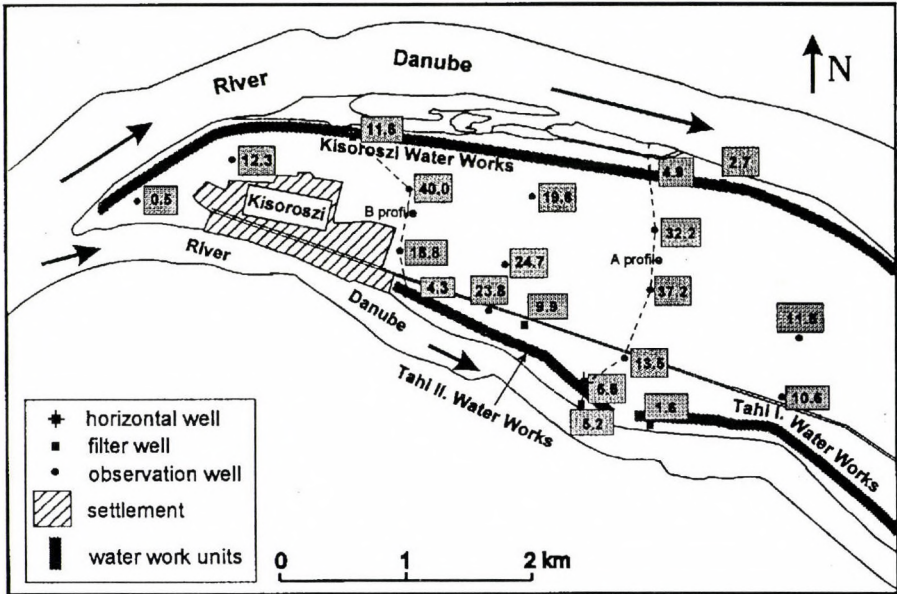 River
Danube
N
11.6
Kisoroszi Water Works
12.3
4.9
2.7
40.0
19.6
0.5
Kisoroszi
B profile
32.2
A profile
River
24.7
4.3
37.2
23.8
9.9
Danube
13.5
Tahi II. Water Works
10.6
1.6
5.2
Tahi I. Water Works
horizontal well
filter well
observation well
settlement
water work units
0
1
2 km